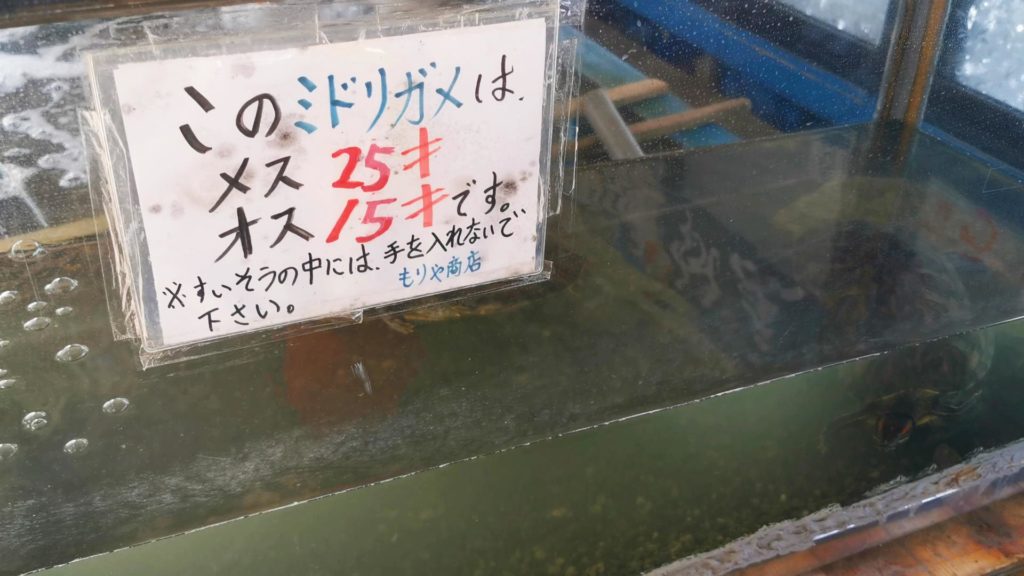 このミドリガメは、
メス 25才
オス 15才です。
※すいそうの中には、手を入れないで
下さい。 もりや商店